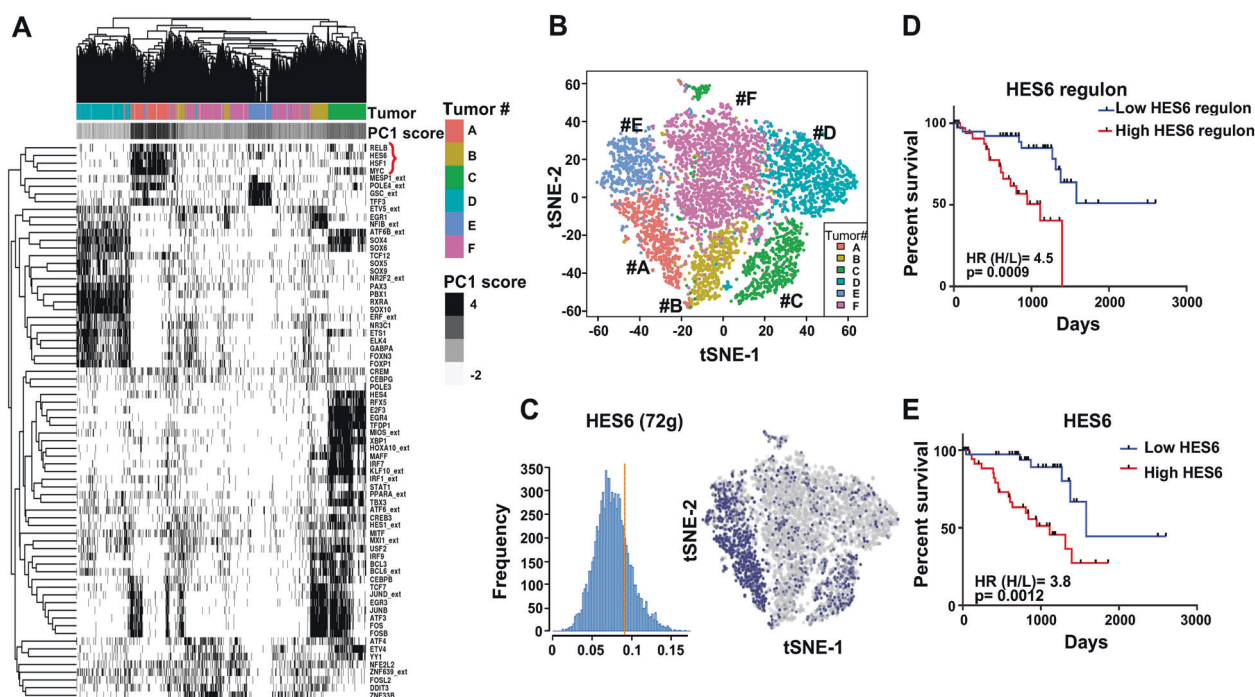 A
Tumor
PC1 score
RELB
HES6
HSF1
MYC
MESP1_ext
POLE4_ext
GSC_ext
TFF3
ETV5_ext
EGR1
NFIB_ext
ATF6B_ext
SOX4
SOX6
TCF12
SOX5
SOX9
NR2F2_ext
PAX3
PBX1
RXRA
SOX10
ERF_ext
NR3C1
ETS1
ELK4
GABPA
FOXN3
FOXP1
CREM
CEBPG
POLE3
HES4
RFX5
E2F3
EGR4
TFDP1
MIOS_ext
XBP1
HOXA10_ext
MAFF
IRF7
KLF10_ext
IRF1_ext
STAT1
PPARA_ext
TBX3
ATF6_ext
CREB3
HES1_ext
MITF
MXI1_ext
USF2
IRF9
BCL3
BCL6_ext
CEBPB
TCF7
JUND_ext
EGR3
JUNB
ATF3
FOS
FOSB
ATF4
ETV4
YY1
NFE2L2
ZNF639_ext
FOSL2
DDIT3
ZNF33B
Tumor #
A
B
C
D
E
F
PC1 score
4
-2
B
tSNE-2
60
40
20
0
-20
-40
-60
#F
#E
#D
#A
#B
#C
Tumor#
A
B
C
D
E
F
-60 -40 -20 0 20 40 60
tSNE-1
C
HES6 (72g)
Frequency
350
300
250
200
150
100
50
0
0 0.05 0.1 0.15
tSNE-2
tSNE-1
D
HES6 regulon
Low HES6 regulon
High HES6 regulon
Percent survival
100
50
0
HR (H/L)= 4.5
p= 0.0009
0 1000 2000 3000
Days
E
HES6
Low HES6
High HES6
Percent survival
100
50
0
HR (H/L)= 3.8
p= 0.0012
0 1000 2000 3000
Days